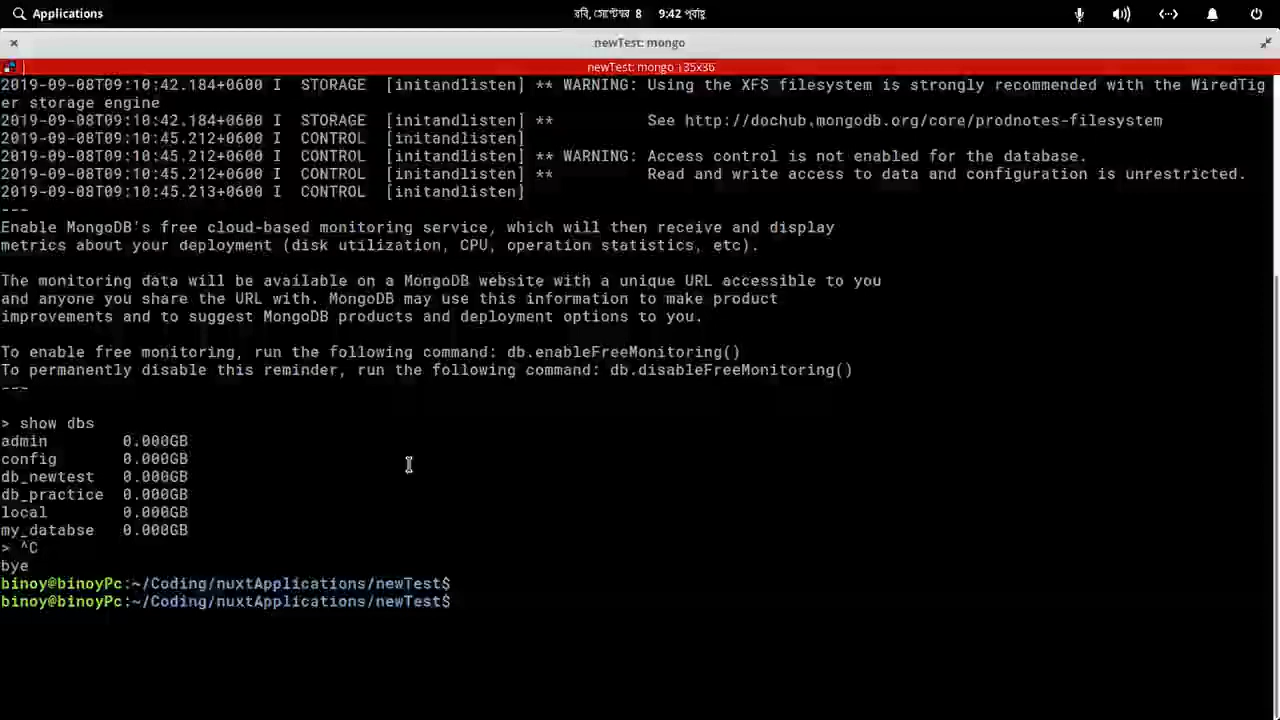 Applications
রবি, সেপ্টেম্বর 8 9:42 পূর্বাহ্ণ
newTest: mongo
newTest: mongo 135x36
2019-09-08T09:10:42.184+0600 I  STORAGE  [initandlisten] ** WARNING: Using the XFS filesystem is strongly recommended with the WiredTig
er storage engine
2019-09-08T09:10:42.184+0600 I  STORAGE  [initandlisten] **          See http://dochub.mongodb.org/core/prodnotes-filesystem
2019-09-08T09:10:45.212+0600 I  CONTROL  [initandlisten]
2019-09-08T09:10:45.212+0600 I  CONTROL  [initandlisten] ** WARNING: Access control is not enabled for the database.
2019-09-08T09:10:45.212+0600 I  CONTROL  [initandlisten] **          Read and write access to data and configuration is unrestricted.
2019-09-08T09:10:45.213+0600 I  CONTROL  [initandlisten]
---
Enable MongoDB's free cloud-based monitoring service, which will then receive and display
metrics about your deployment (disk utilization, CPU, operation statistics, etc).
The monitoring data will be available on a MongoDB website with a unique URL accessible to you
and anyone you share the URL with. MongoDB may use this information to make product
improvements and to suggest MongoDB products and deployment options to you.
To enable free monitoring, run the following command: db.enableFreeMonitoring()
To permanently disable this reminder, run the following command: db.disableFreeMonitoring()
---
> show dbs
admin        0.000GB
config       0.000GB
db_newtest   0.000GB
db_practice  0.000GB
local        0.000GB
my_databse   0.000GB
> ^C
bye
binoy@binoyPc:~/Coding/nuxtApplications/newTest$
binoy@binoyPc:~/Coding/nuxtApplications/newTest$